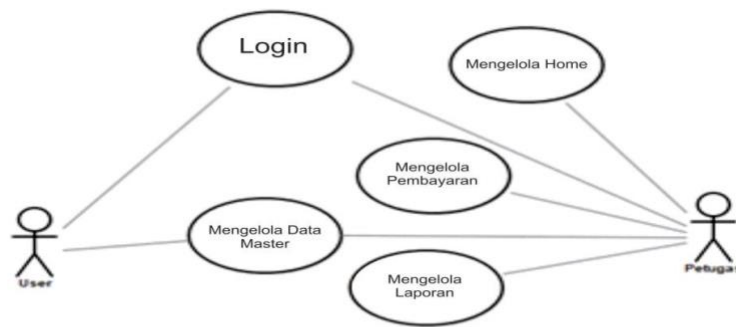 Login
Mengelola Home
Mengelola
Pembayaran
Mengelola Data
Master
Mengelola
Laporan
User
Petugas